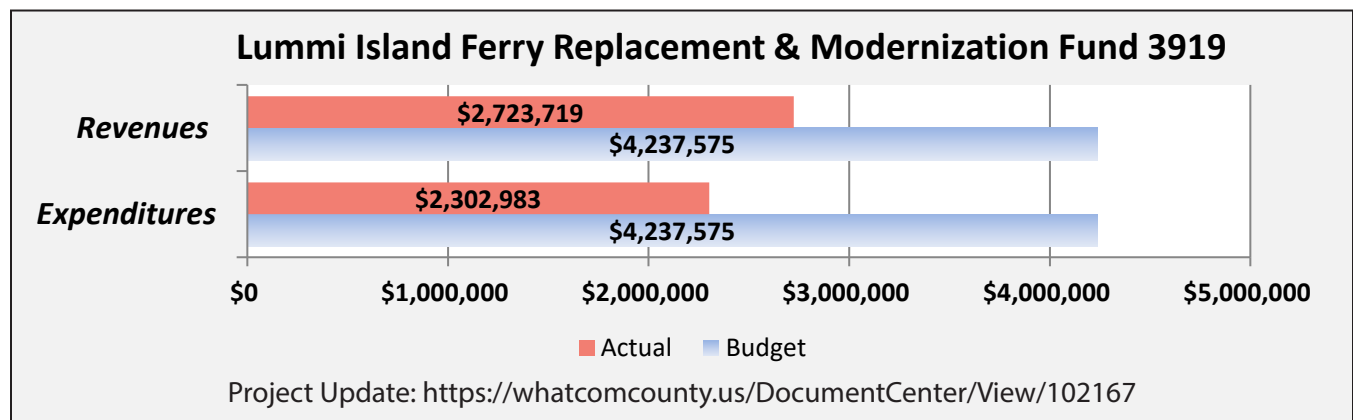 Lummi Island Ferry Replacement & Modernization Fund 3919
Revenues
$2,723,719
$4,237,575
Expenditures
$2,302,983
$4,237,575
$0 $1,000,000 $2,000,000 $3,000,000 $4,000,000 $5,000,000
Actual Budget
Project Update: https://whatcomcounty.us/DocumentCenter/View/102167